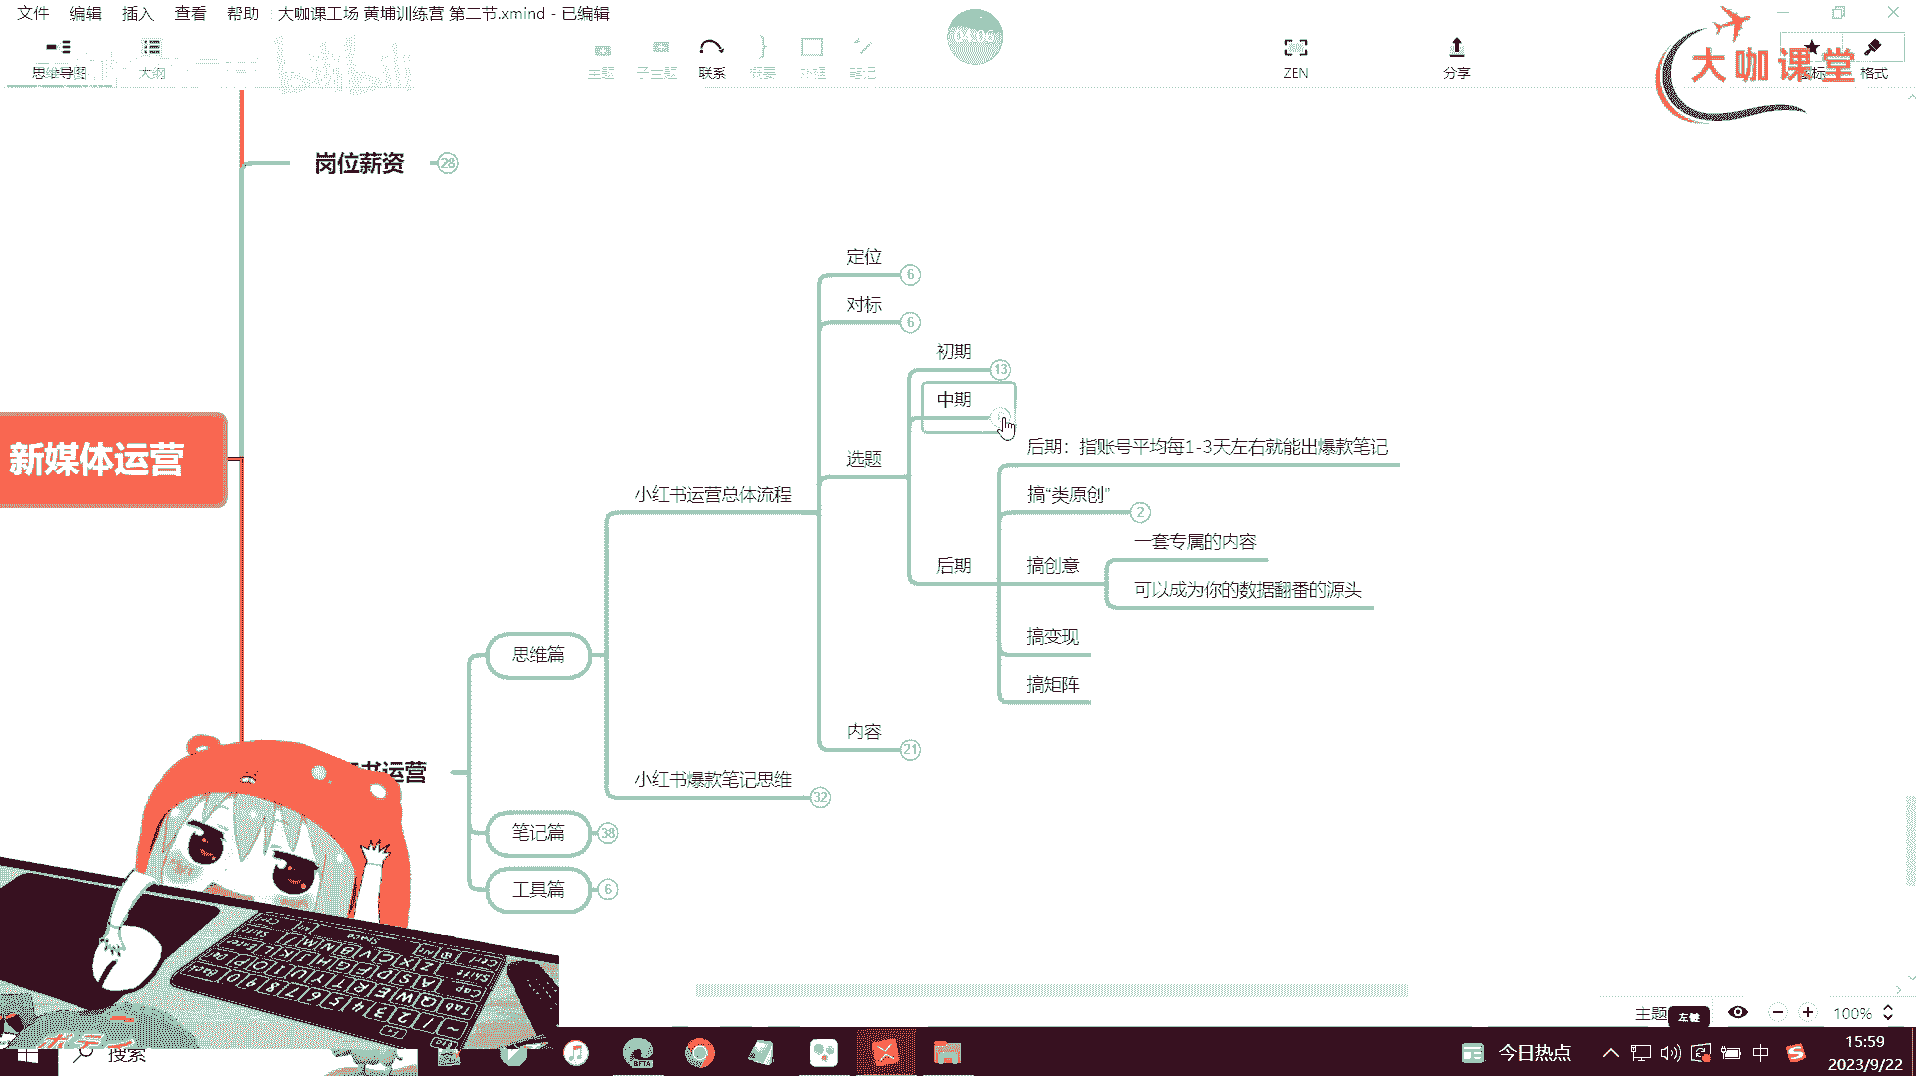 文件 编辑 插入 查看 帮助 大咖课工场 黄埔训练营 第二节.xmind - 已编辑
思维导图 大纲 主题 子主题 联系 概要 外框 笔记 04:06 ZEN 分享 图标 格式
大咖课堂
bilibili
岗位薪资 28
定位 6
对标 6
初期 13
中期
后期：指账号平均每1-3天左右就能出爆款笔记
选题
小红书运营总体流程
搞“类原创” 2
一套专属的内容
后期
搞创意
可以成为你的数据翻番的源头
搞变现
搞矩阵
新媒体运营
思维篇
内容 21
小红书爆款笔记思维 32
书运营
笔记篇 38
工具篇 6
主题
左键
100%
搜索
BETA
今日热点
中
15:59
2023/9/22